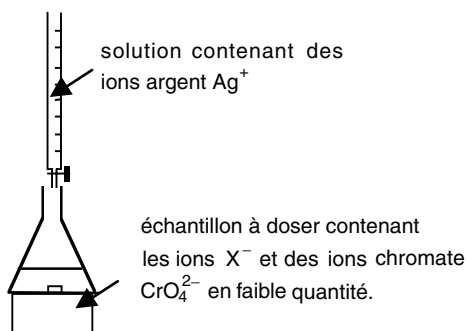 solution contenant des
ions argent Ag⁺
échantillon à doser contenant
les ions X⁻ et des ions chromate
CrO₄²⁻ en faible quantité.